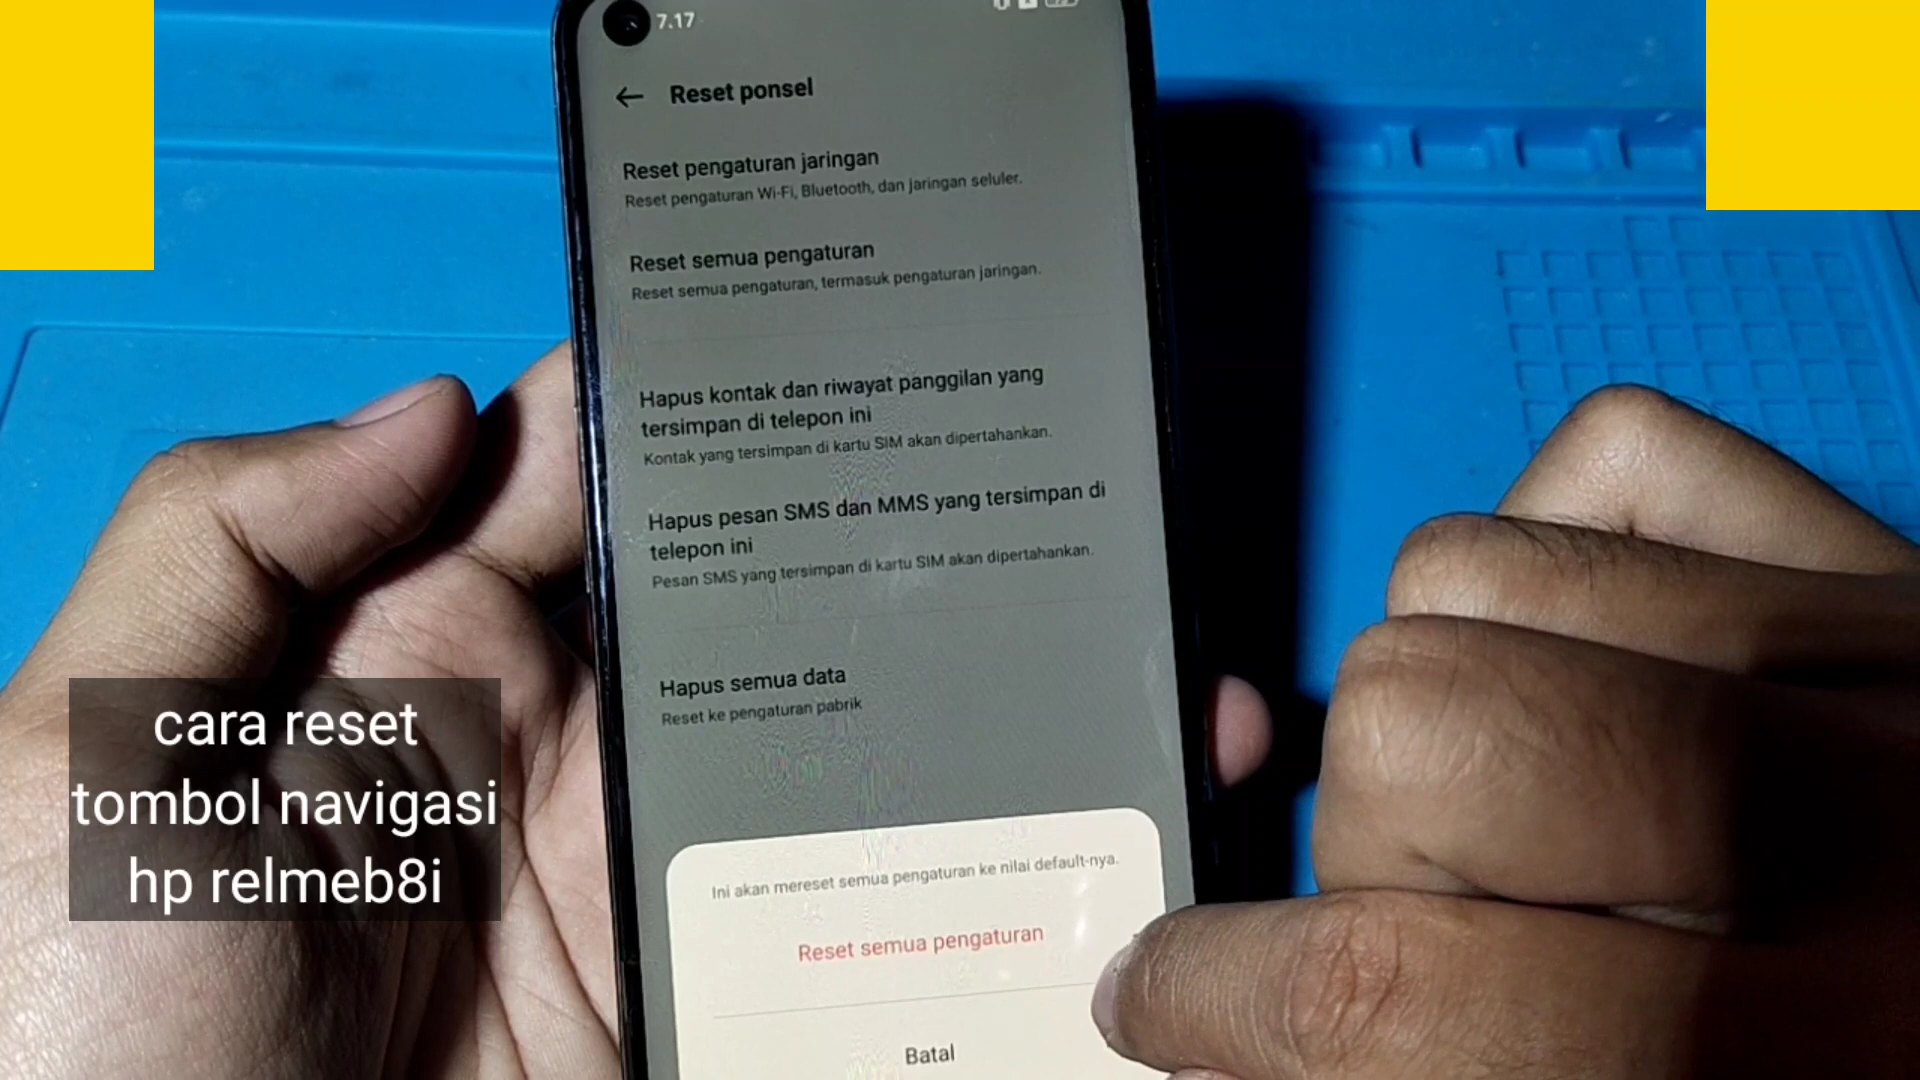 7.17
Reset ponsel
Reset pengaturan jaringan
Reset pengaturan Wi-Fi, Bluetooth, dan jaringan seluler.
Reset semua pengaturan
Reset semua pengaturan, termasuk pengaturan jaringan.
Hapus kontak dan riwayat panggilan yang
tersimpan di telepon ini
Kontak yang tersimpan di kartu SIM akan dipertahankan.
Hapus pesan SMS dan MMS yang tersimpan di
telepon ini
Pesan SMS yang tersimpan di kartu SIM akan dipertahankan.
Hapus semua data
Reset ke pengaturan pabrik
cara reset
tombol navigasi
hp relmeb8i
Ini akan mereset semua pengaturan ke nilai default-nya.
Reset semua pengaturan
Batal